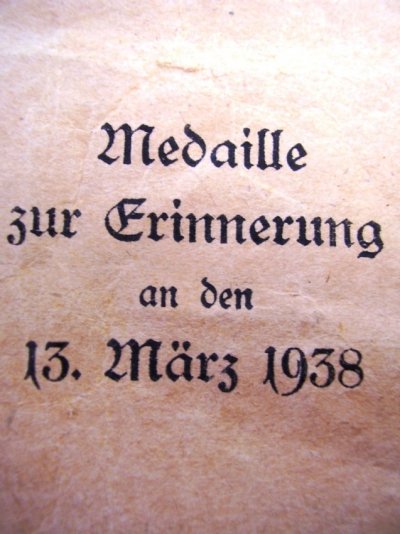 Medaille
zur Erinnerung
an den
13. März 1938